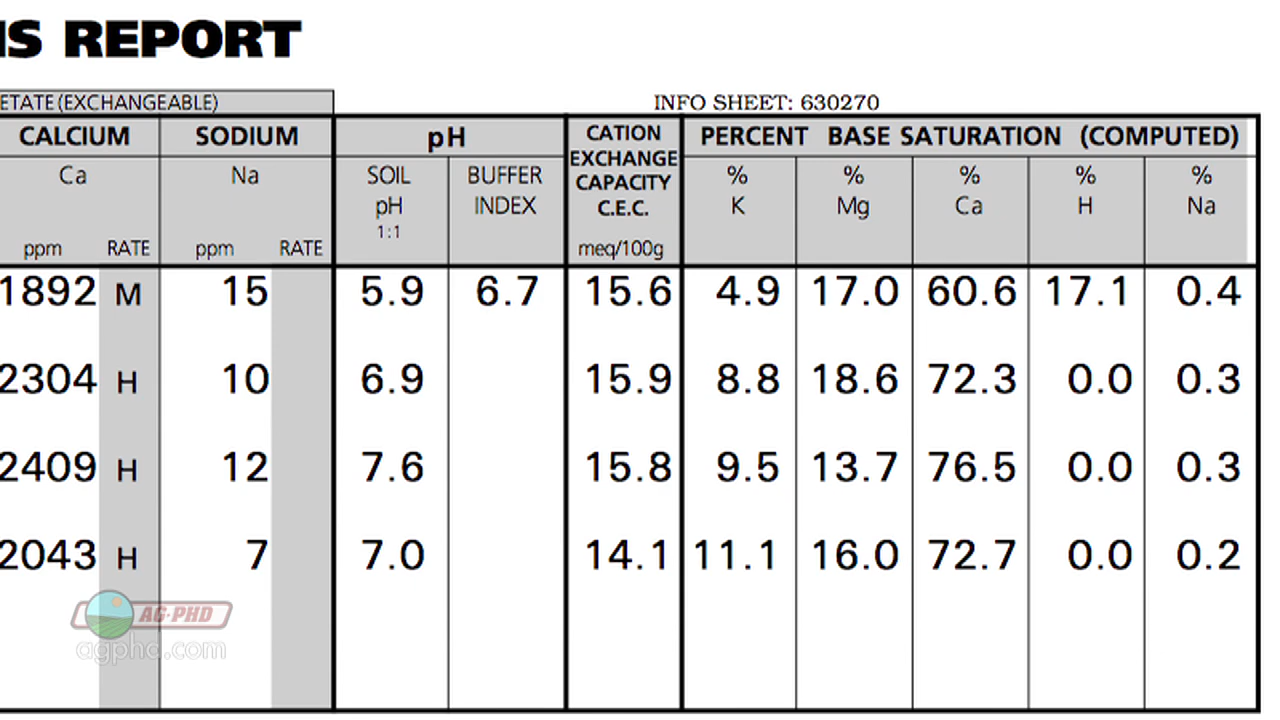 IS REPORT
ETATE (EXCHANGEABLE) INFO SHEET: 630270
CALCIUM SODIUM pH CATION EXCHANGE CAPACITY C.E.C. PERCENT BASE SATURATION (COMPUTED)
Ca Na SOIL pH 1:1 BUFFER INDEX % K % Mg % Ca % H % Na
ppm RATE ppm RATE meq/100g
1892 M 15 5.9 6.7 15.6 4.9 17.0 60.6 17.1 0.4
2304 H 10 6.9 15.9 8.8 18.6 72.3 0.0 0.3
2409 H 12 7.6 15.8 9.5 13.7 76.5 0.0 0.3
2043 H 7 7.0 14.1 11.1 16.0 72.7 0.0 0.2
AG·PHD
agphd.com